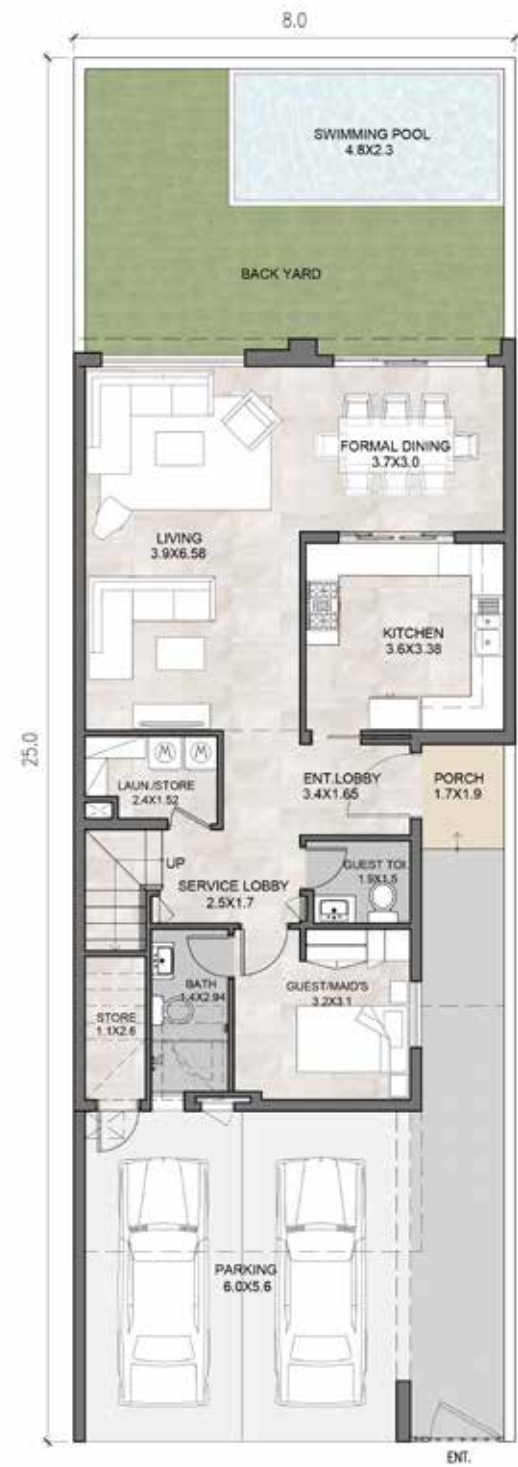 8.0
SWIMMING POOL
4.8X2.3
BACK YARD
FORMAL DINING
3.7X3.0
LIVING
3.9X6.58
KITCHEN
3.6X3.38
25.0
LAUN./STORE
2.4X1.52
ENT.LOBBY
3.4X1.65
PORCH
1.7X1.9
UP
GUEST TOI.
1.9X1.5
SERVICE LOBBY
2.5X1.7
BATH
1.4X2.94
GUEST/MAID'S
3.2X3.1
STORE
1.1X2.6
PARKING
6.0X5.6
ENT.